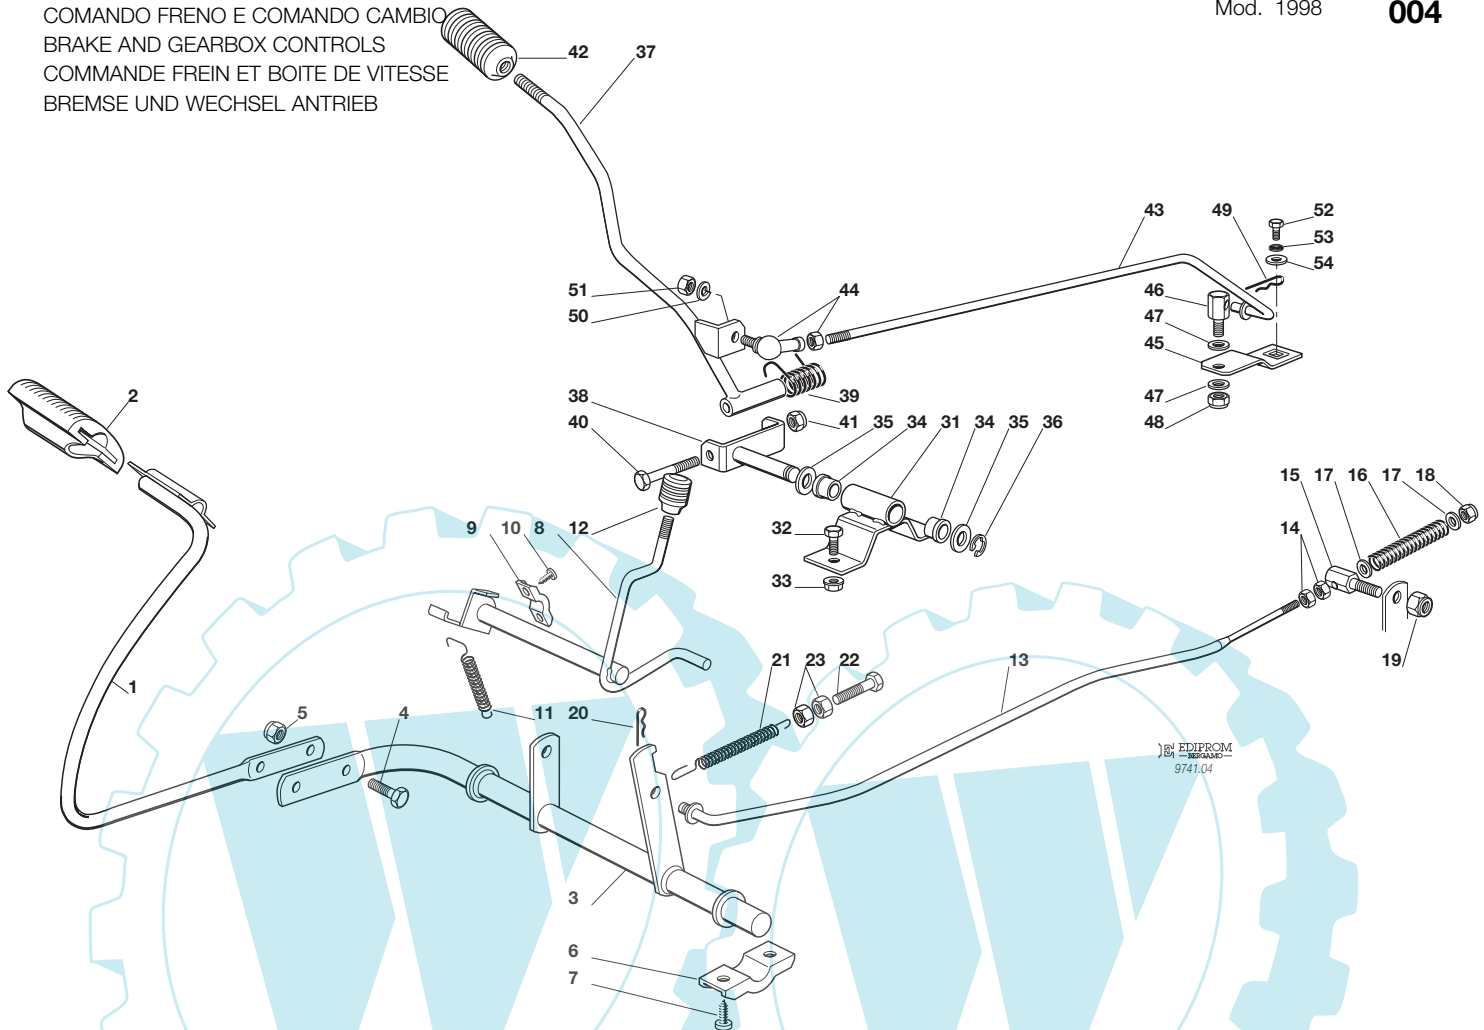 COMANDO FRENO E COMANDO CAMBIO
BRAKE AND GEARBOX CONTROLS
COMMANDE FREIN ET BOITE DE VITESSE
BREMSE UND WECHSEL ANTRIEB
Mod. 1998
004
42 37
43 49 52
53
54
51 44 46
50 47
45
2 38 39 47
40 41 35 34 31 34 35 36 48
15 17 16 17 18
9 10 8 12 32 14
33
21 23 22 13 19
1 5 4 11 20
EDIPROM
BERGAMO
9741.04
3
6
7